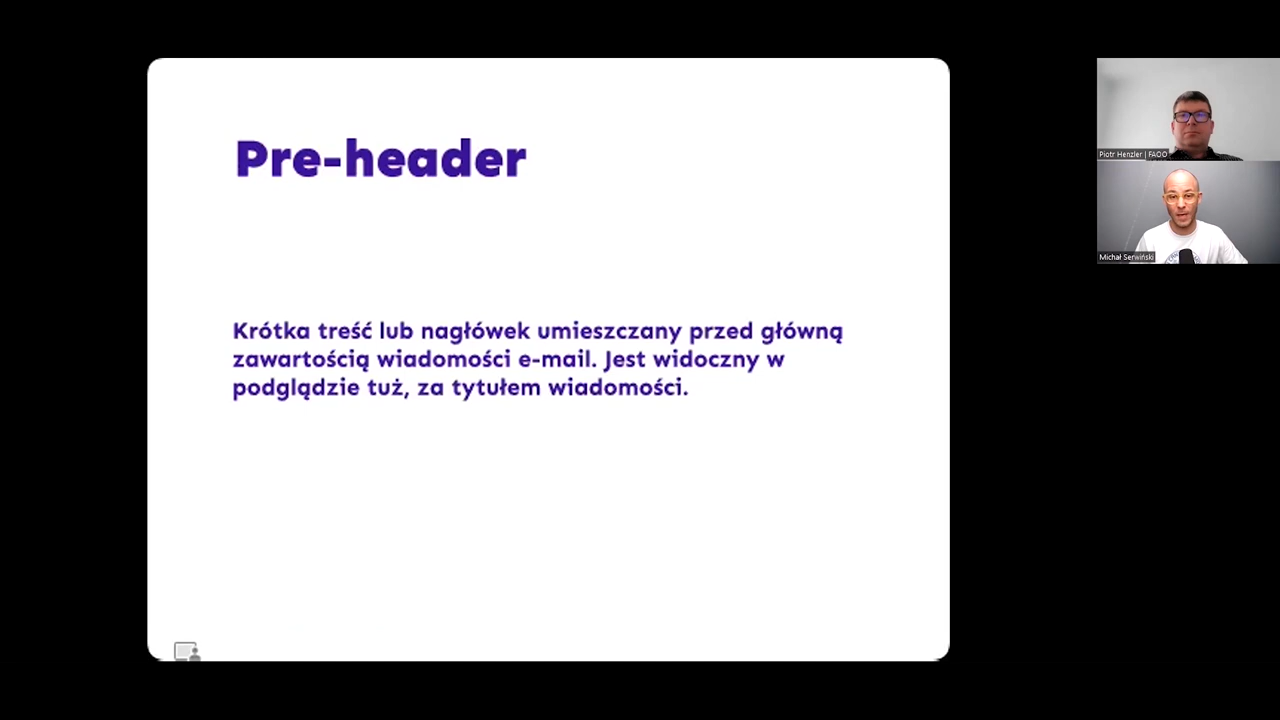 Pre-header
Krótka treść lub nagłówek umieszczany przed główną
zawartością wiadomości e-mail. Jest widoczny w
podglądzie tuż, za tytułem wiadomości.
Piotr Henzler | FAOO
Michał Serwiński